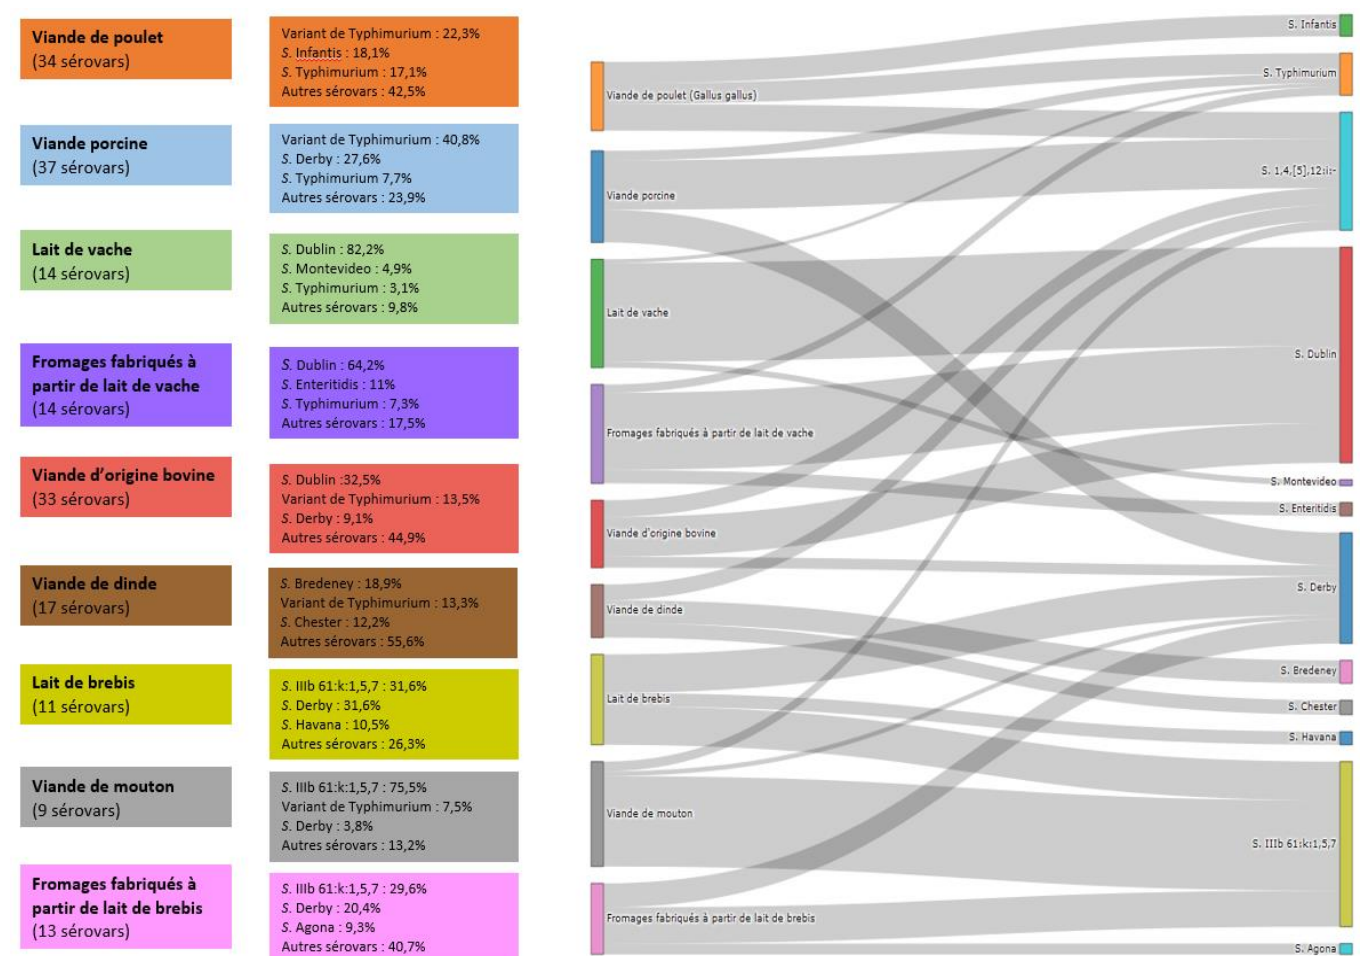 Viande de poulet
(34 sérovars)
Variant de Typhimurium : 22,3%
S. Infantis : 18,1%
S. Typhimurium : 17,1%
Autres sérovars : 42,5%
Viande porcine
(37 sérovars)
Variant de Typhimurium : 40,8%
S. Derby : 27,6%
S. Typhimurium 7,7%
Autres sérovars : 23,9%
Lait de vache
(14 sérovars)
S. Dublin : 82,2%
S. Montevideo : 4,9%
S. Typhimurium : 3,1%
Autres sérovars : 9,8%
Fromages fabriqués à
partir de lait de vache
(14 sérovars)
S. Dublin : 64,2%
S. Enteritidis : 11%
S. Typhimurium : 7,3%
Autres sérovars : 17,5%
Viande d’origine bovine
(33 sérovars)
S. Dublin :32,5%
Variant de Typhimurium : 13,5%
S. Derby : 9,1%
Autres sérovars : 44,9%
Viande de dinde
(17 sérovars)
S. Bredeney : 18,9%
Variant de Typhimurium : 13,3%
S. Chester : 12,2%
Autres sérovars : 55,6%
Lait de brebis
(11 sérovars)
S. IIIb 61:k:1,5,7 : 31,6%
S. Derby : 31,6%
S. Havana : 10,5%
Autres sérovars : 26,3%
Viande de mouton
(9 sérovars)
S. IIIb 61:k:1,5,7 : 75,5%
Variant de Typhimurium : 7,5%
S. Derby : 3,8%
Autres sérovars : 13,2%
Fromages fabriqués à
partir de lait de brebis
(13 sérovars)
S. IIIb 61:k:1,5,7 : 29,6%
S. Derby : 20,4%
S. Agona : 9,3%
Autres sérovars : 40,7%
Viande de poulet (Gallus gallus)
Viande porcine
Lait de vache
Fromages fabriqués à partir de lait de vache
Viande d'origine bovine
Viande de dinde
Lait de brebis
Viande de mouton
Fromages fabriqués à partir de lait de brebis
S. Infantis
S. Typhimurium
S. 1,4,[5],12:i:-
S. Dublin
S. Montevideo
S. Enteritidis
S. Derby
S. Bredeney
S. Chester
S. Havana
S. IIIb 61:k:1,5,7
S. Agona